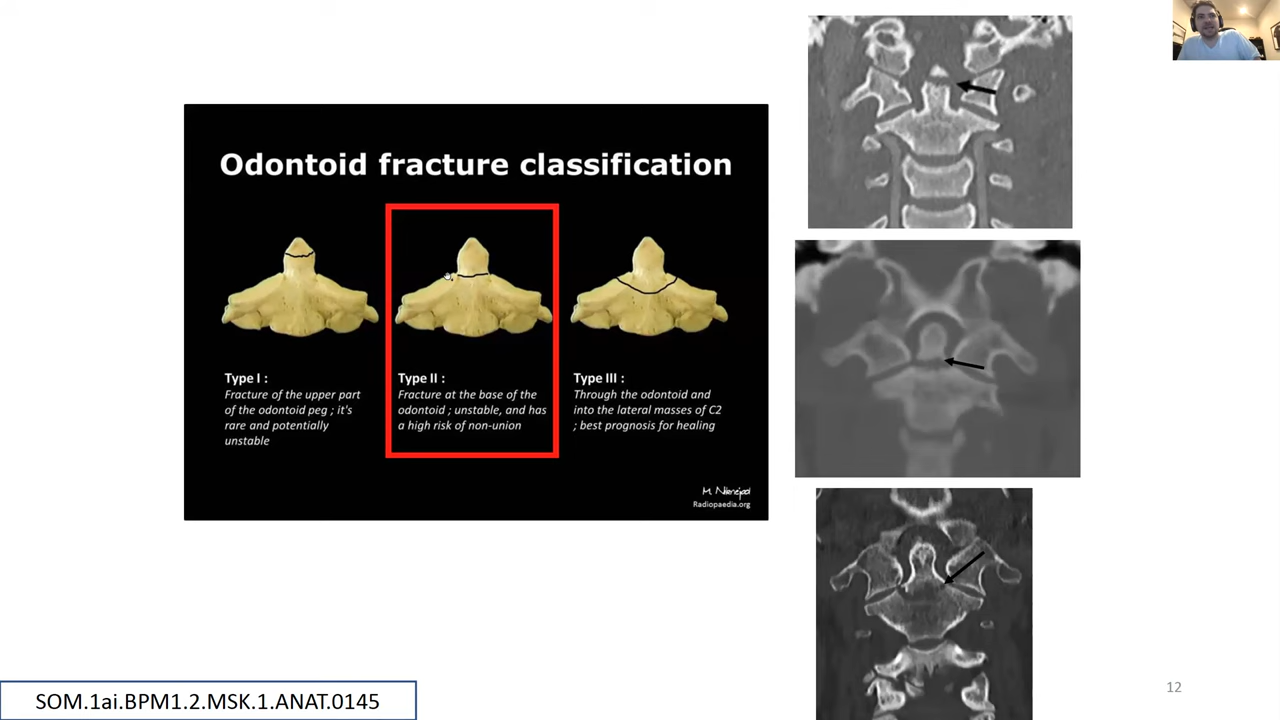 Odontoid fracture classification
Type I :
Fracture of the upper part
of the odontoid peg ; it's
rare and potentially
unstable
Type II :
Fracture at the base of the
odontoid ; unstable, and has
a high risk of non-union
Type III :
Through the odontoid and
into the lateral masses of C2
; best prognosis for healing
Radiopaedia.org
SOM.1ai.BPM1.2.MSK.1.ANAT.0145
12